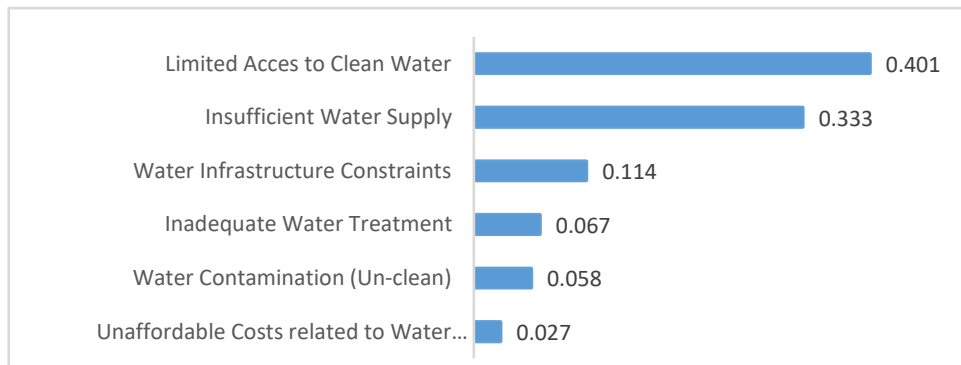 Limited Acces to Clean Water 0.401
Insufficient Water Supply 0.333
Water Infrastructure Constraints 0.114
Inadequate Water Treatment 0.067
Water Contamination (Un-clean) 0.058
Unaffordable Costs related to Water... 0.027